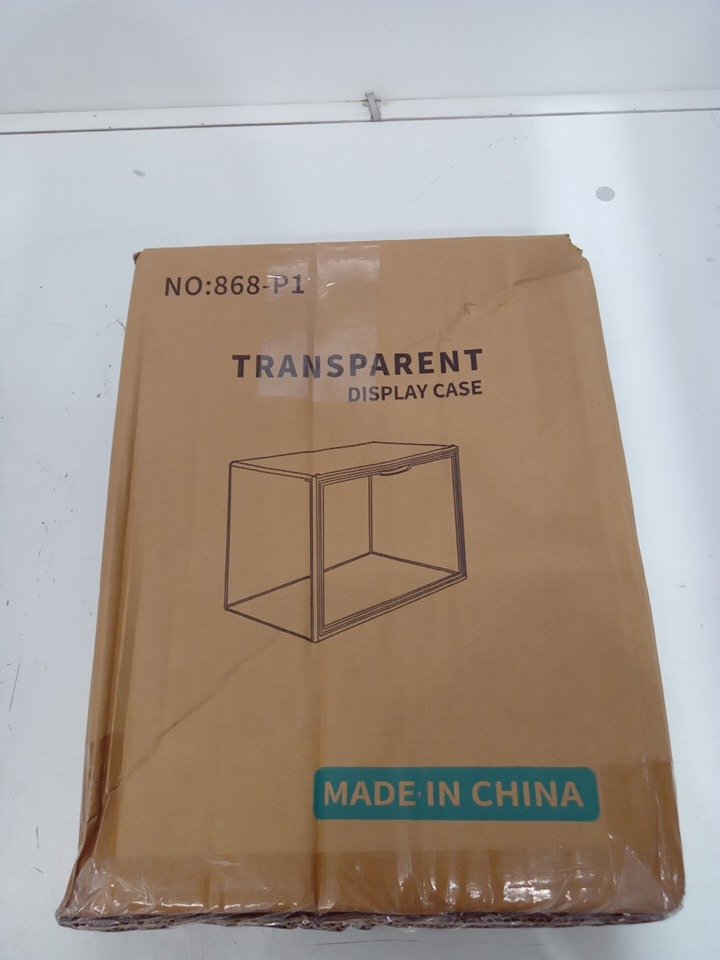 NO:868-P1
TRANSPARENT
DISPLAY CASE
MADE IN CHINA